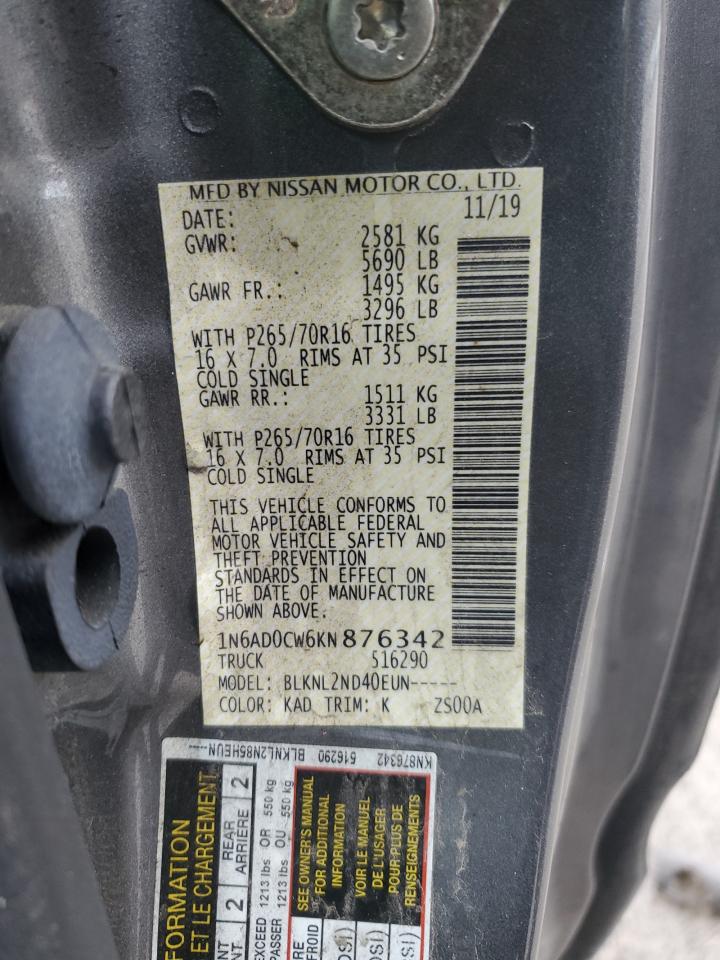 MFD BY NISSAN MOTOR CO., LTD.
DATE: 11/19
GVWR: 2581 KG
5690 LB
GAWR FR.: 1495 KG
3296 LB
WITH P265/70R16 TIRES
16 X 7.0 RIMS AT 35 PSI
COLD SINGLE
GAWR RR.: 1511 KG
3331 LB
WITH P265/70R16 TIRES
16 X 7.0 RIMS AT 35 PSI
COLD SINGLE
THIS VEHICLE CONFORMS TO
ALL APPLICABLE FEDERAL
MOTOR VEHICLE SAFETY AND
THEFT PREVENTION
STANDARDS IN EFFECT ON
THE DATE OF MANUFACTURE
SHOWN ABOVE.
1N6AD0CW6KN876342
TRUCK 516290
MODEL: BLKNL2ND40EUN-----
COLOR: KAD TRIM: K ZS00A
KN876342 516290 BLKNL2N85HEUN-----
FORMATION
ET LE CHARGEMENT
2 REAR 2
2 ARRIÈRE
EXCEED 1213 lbs OR 550 kg
PASSER 1213 lbs OU 550 kg
SEE OWNER'S MANUAL
FOR ADDITIONAL
INFORMATION
VOIR LE MANUEL
DE L'USAGER
POUR PLUS DE
RENSEIGNEMENTS